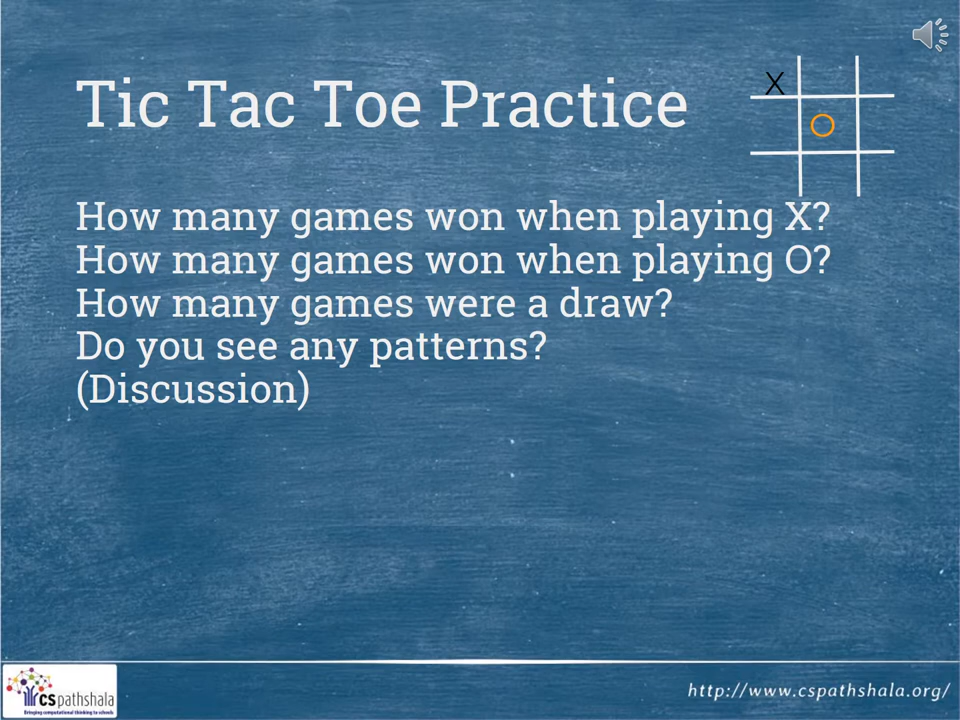 Tic Tac Toe Practice
X
O
How many games won when playing X?
How many games won when playing O?
How many games were a draw?
Do you see any patterns?
(Discussion)
CSpathshala
Bringing computational thinking to schools
http://www.cspathshala.org/